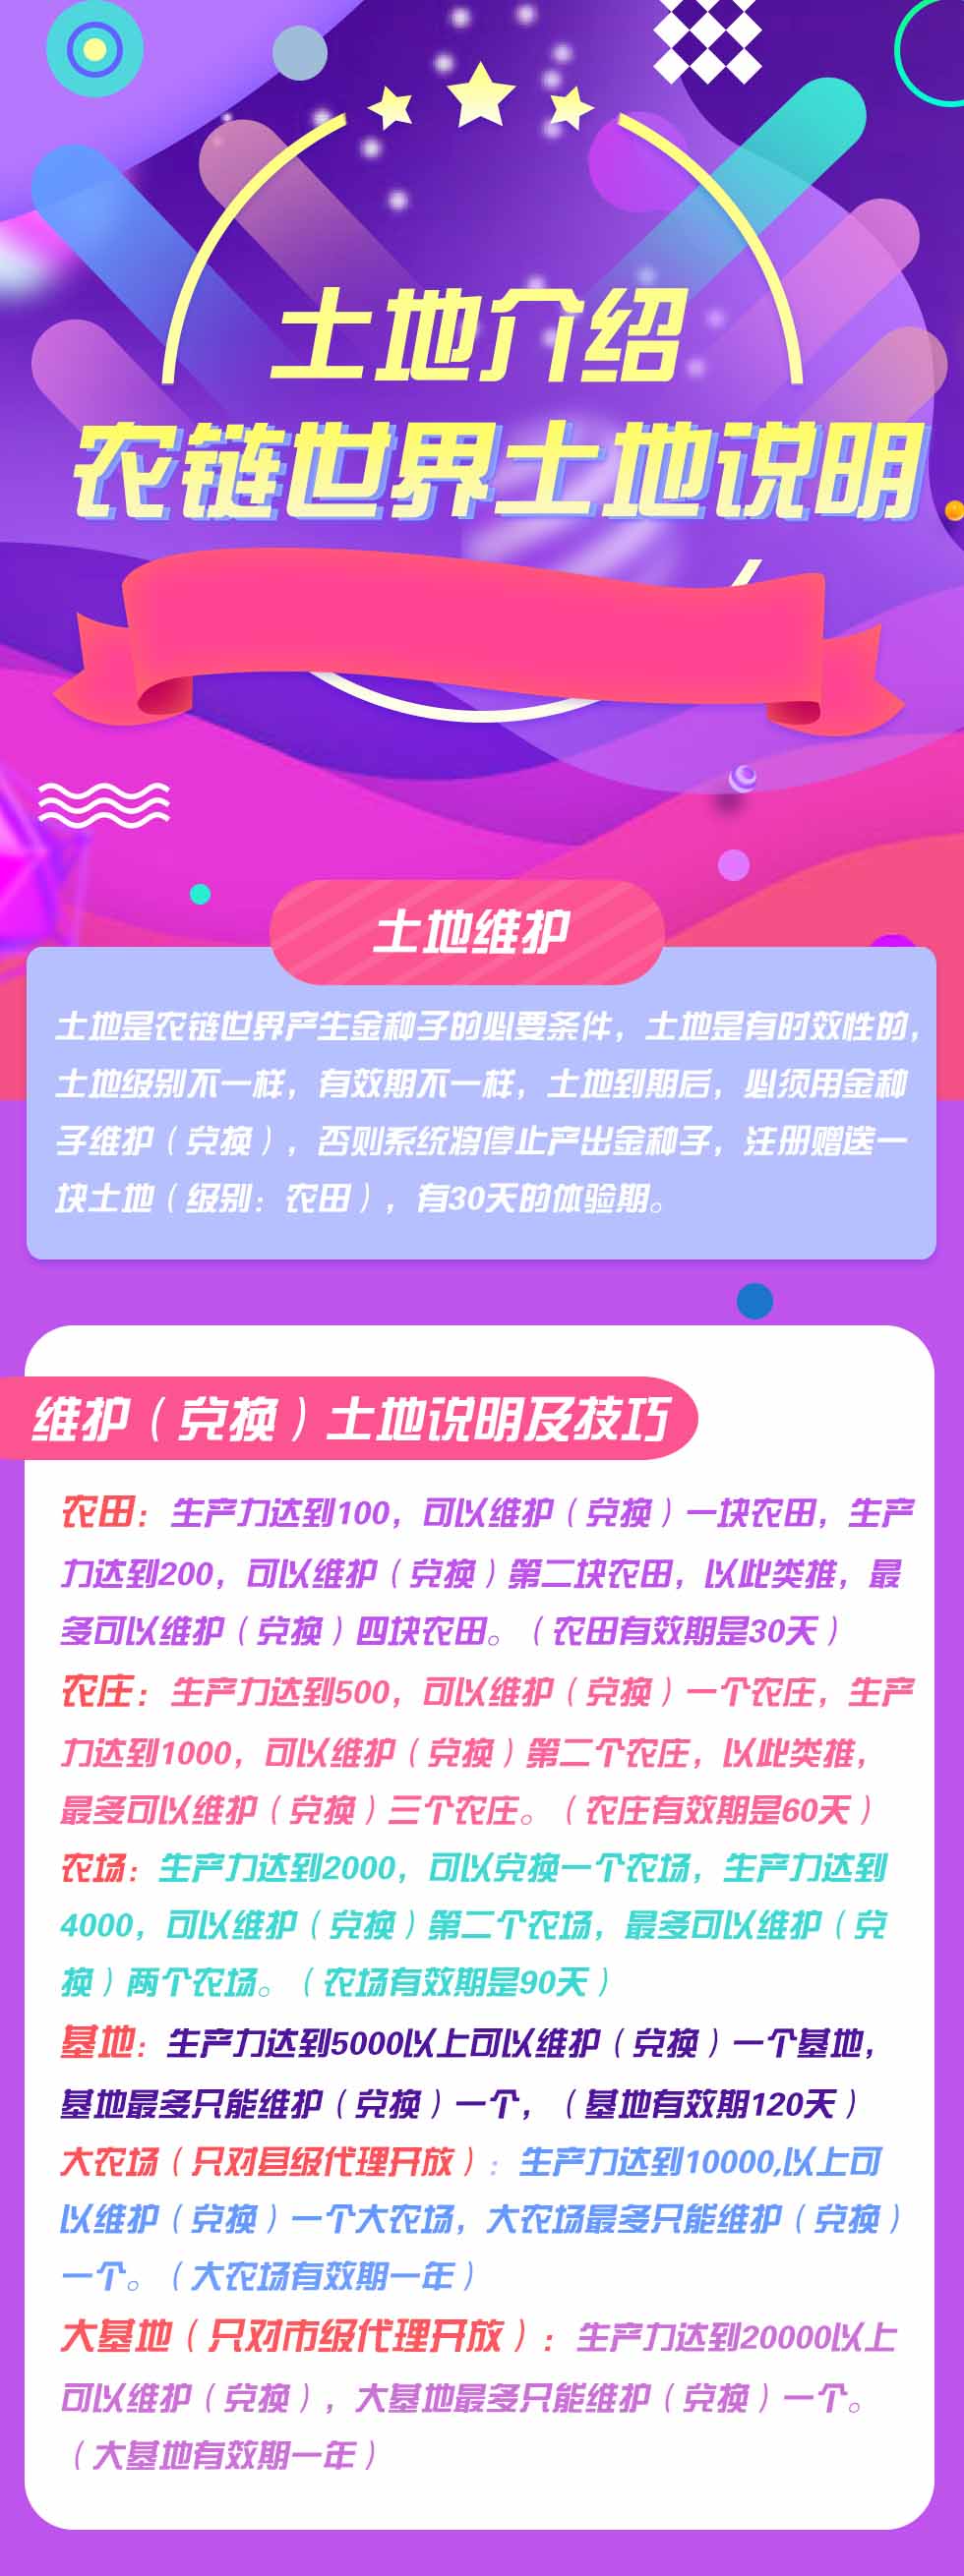 土地介绍
农链世界土地说明
土地维护
土地是农链世界产生金种子的必要条件，土地是有时效性的，
土地级别不一样，有效期不一样，土地到期后，必须用金种
子维护（兑换），否则系统将停止产出金种子，注册赠送一
块土地（级别：农田），有30天的体验期。
维护（兑换）土地说明及技巧
农田：生产力达到100，可以维护（兑换）一块农田，生产
力达到200，可以维护（兑换）第二块农田，以此类推，最
多可以维护（兑换）四块农田。（农田有效期是30天）
农庄：生产力达到500，可以维护（兑换）一个农庄，生产
力达到1000，可以维护（兑换）第二个农庄，以此类推，
最多可以维护（兑换）三个农庄。（农庄有效期是60天）
农场：生产力达到2000，可以兑换一个农场，生产力达到
4000，可以维护（兑换）第二个农场，最多可以维护（兑
换）两个农场。（农场有效期是90天）
基地：生产力达到5000以上可以维护（兑换）一个基地，
基地最多只能维护（兑换）一个，（基地有效期120天）
大农场（只对县级代理开放）：生产力达到10000,以上可
以维护（兑换）一个大农场，大农场最多只能维护（兑换）
一个。（大农场有效期一年）
大基地（只对市级代理开放）：生产力达到20000以上
可以维护（兑换），大基地最多只能维护（兑换）一个。
（大基地有效期一年）